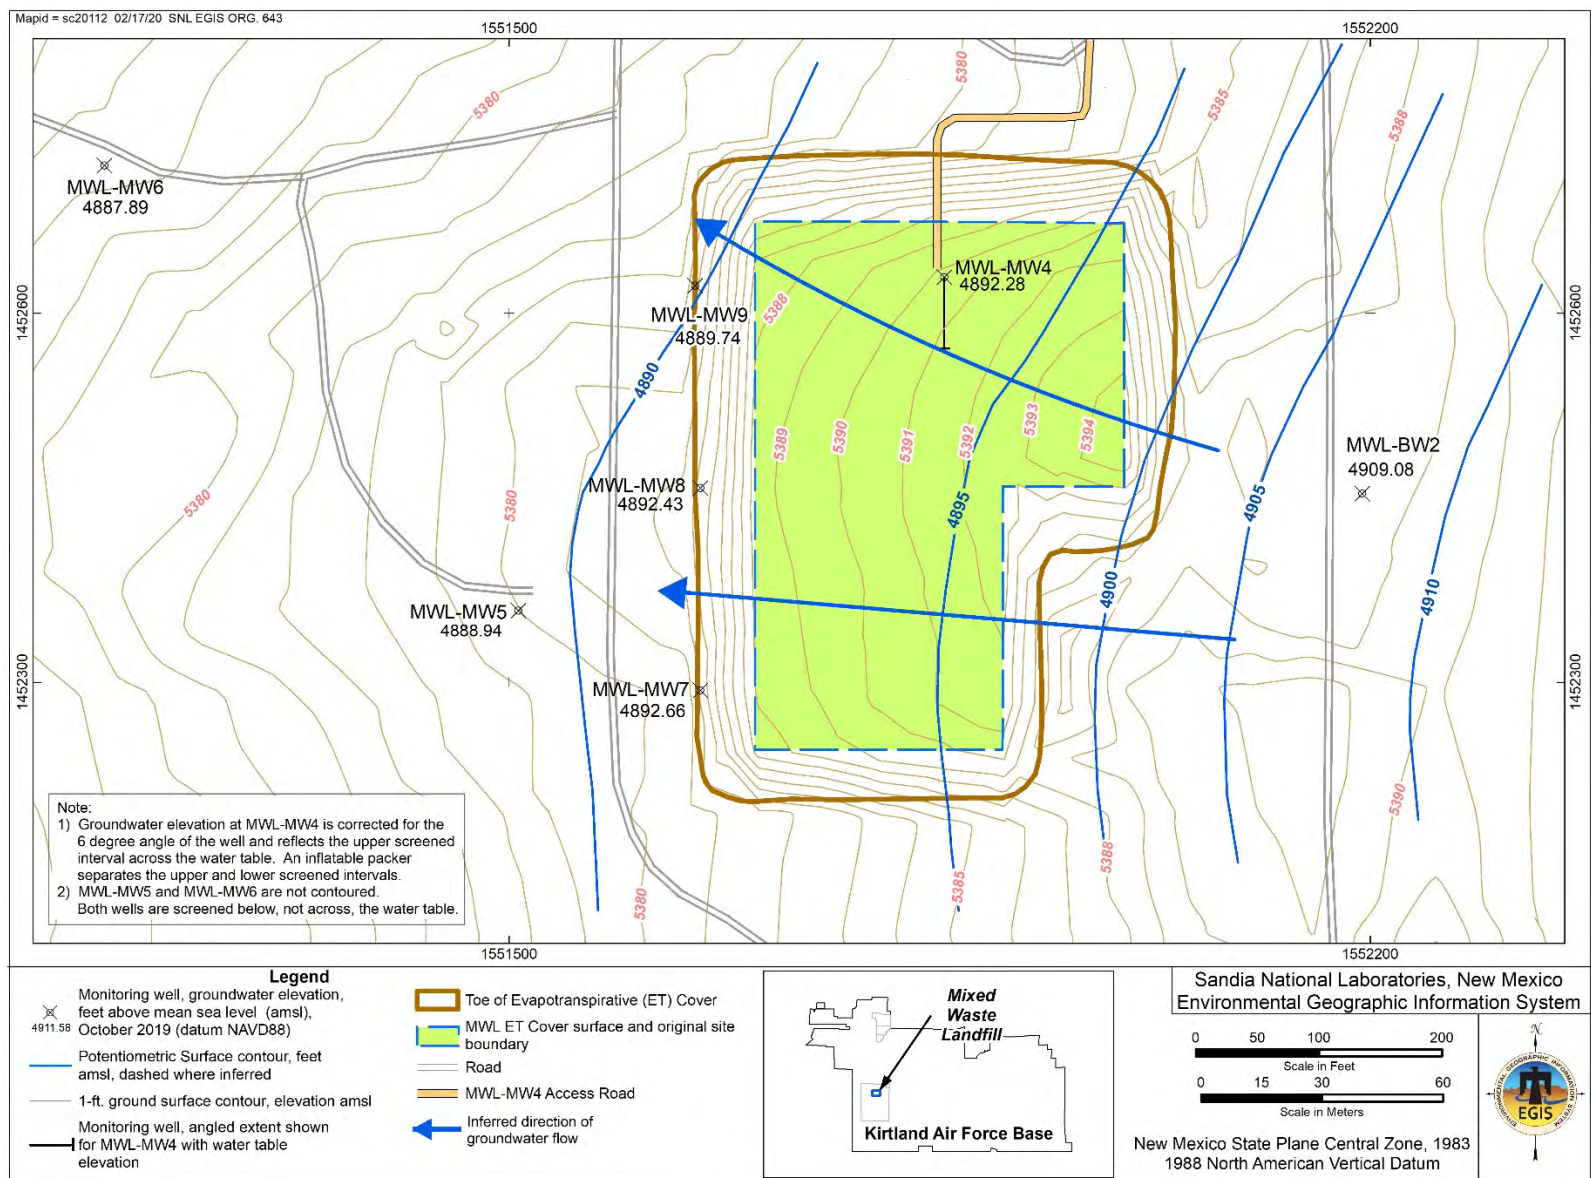 Mapid = sc20112  02/17/20  SNL EGIS ORG. 643
1551500
1552200
5380
5380
5385
5388
MWL-MW6
4887.89
MWL-MW4
4892.28
1452600
1452600
5388
MWL-MW9
4889.74
4890
5389
5390
5391
5392
5393
5394
MWL-BW2
4909.08
MWL-MW8
4892.43
5380
5380
4895
4905
4900
4910
MWL-MW5
4888.94
1452300
1452300
MWL-MW7
4892.66
5380
5385
5388
5390
Note:
1) Groundwater elevation at MWL-MW4 is corrected for the
6 degree angle of the well and reflects the upper screened
interval across the water table. An inflatable packer
separates the upper and lower screened intervals.
2) MWL-MW5 and MWL-MW6 are not contoured.
Both wells are screened below, not across, the water table.
1551500
1552200
Legend
4911.58
Monitoring well, groundwater elevation,
feet above mean sea level (amsl),
October 2019 (datum NAVD88)
Potentiometric Surface contour, feet
amsl, dashed where inferred
1-ft. ground surface contour, elevation amsl
Monitoring well, angled extent shown
for MWL-MW4 with water table
elevation
Toe of Evapotranspirative (ET) Cover
MWL ET Cover surface and original site
boundary
Road
MWL-MW4 Access Road
Inferred direction of
groundwater flow
Mixed
Waste
Landfill
Kirtland Air Force Base
Sandia National Laboratories, New Mexico
Environmental Geographic Information System
0 50 100 200
Scale in Feet
0 15 30 60
Scale in Meters
New Mexico State Plane Central Zone, 1983
1988 North American Vertical Datum
N
ENVIRONMENTAL GEOGRAPHIC INFORMATION SYSTEM
EGIS